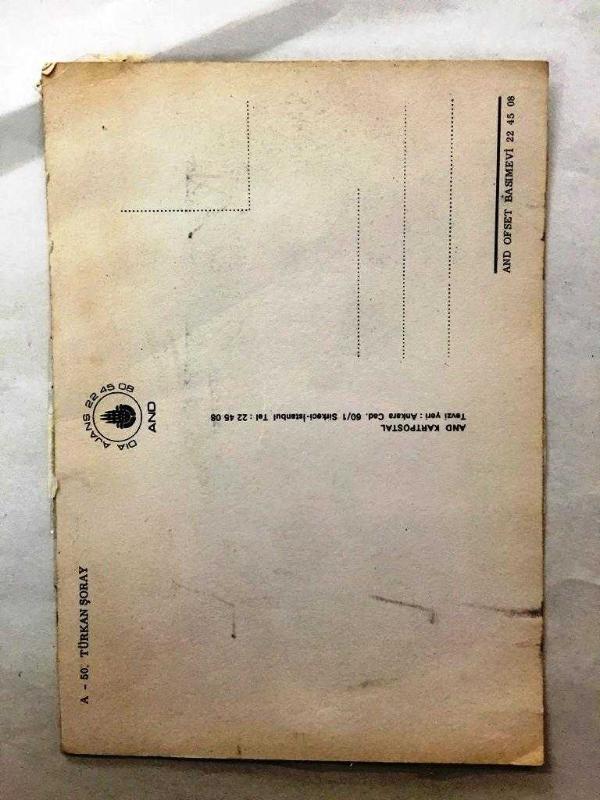 A - 50. TÜRKAN ŞORAY
DIA AJANS 22 45 08
AND
AND KARTPOSTAL
Tevzi yeri : Ankara Cad. 60/1 Sirkeci-İstanbul Tel : 22 45 08
AND OFSET BASIMEVİ 22 45 08